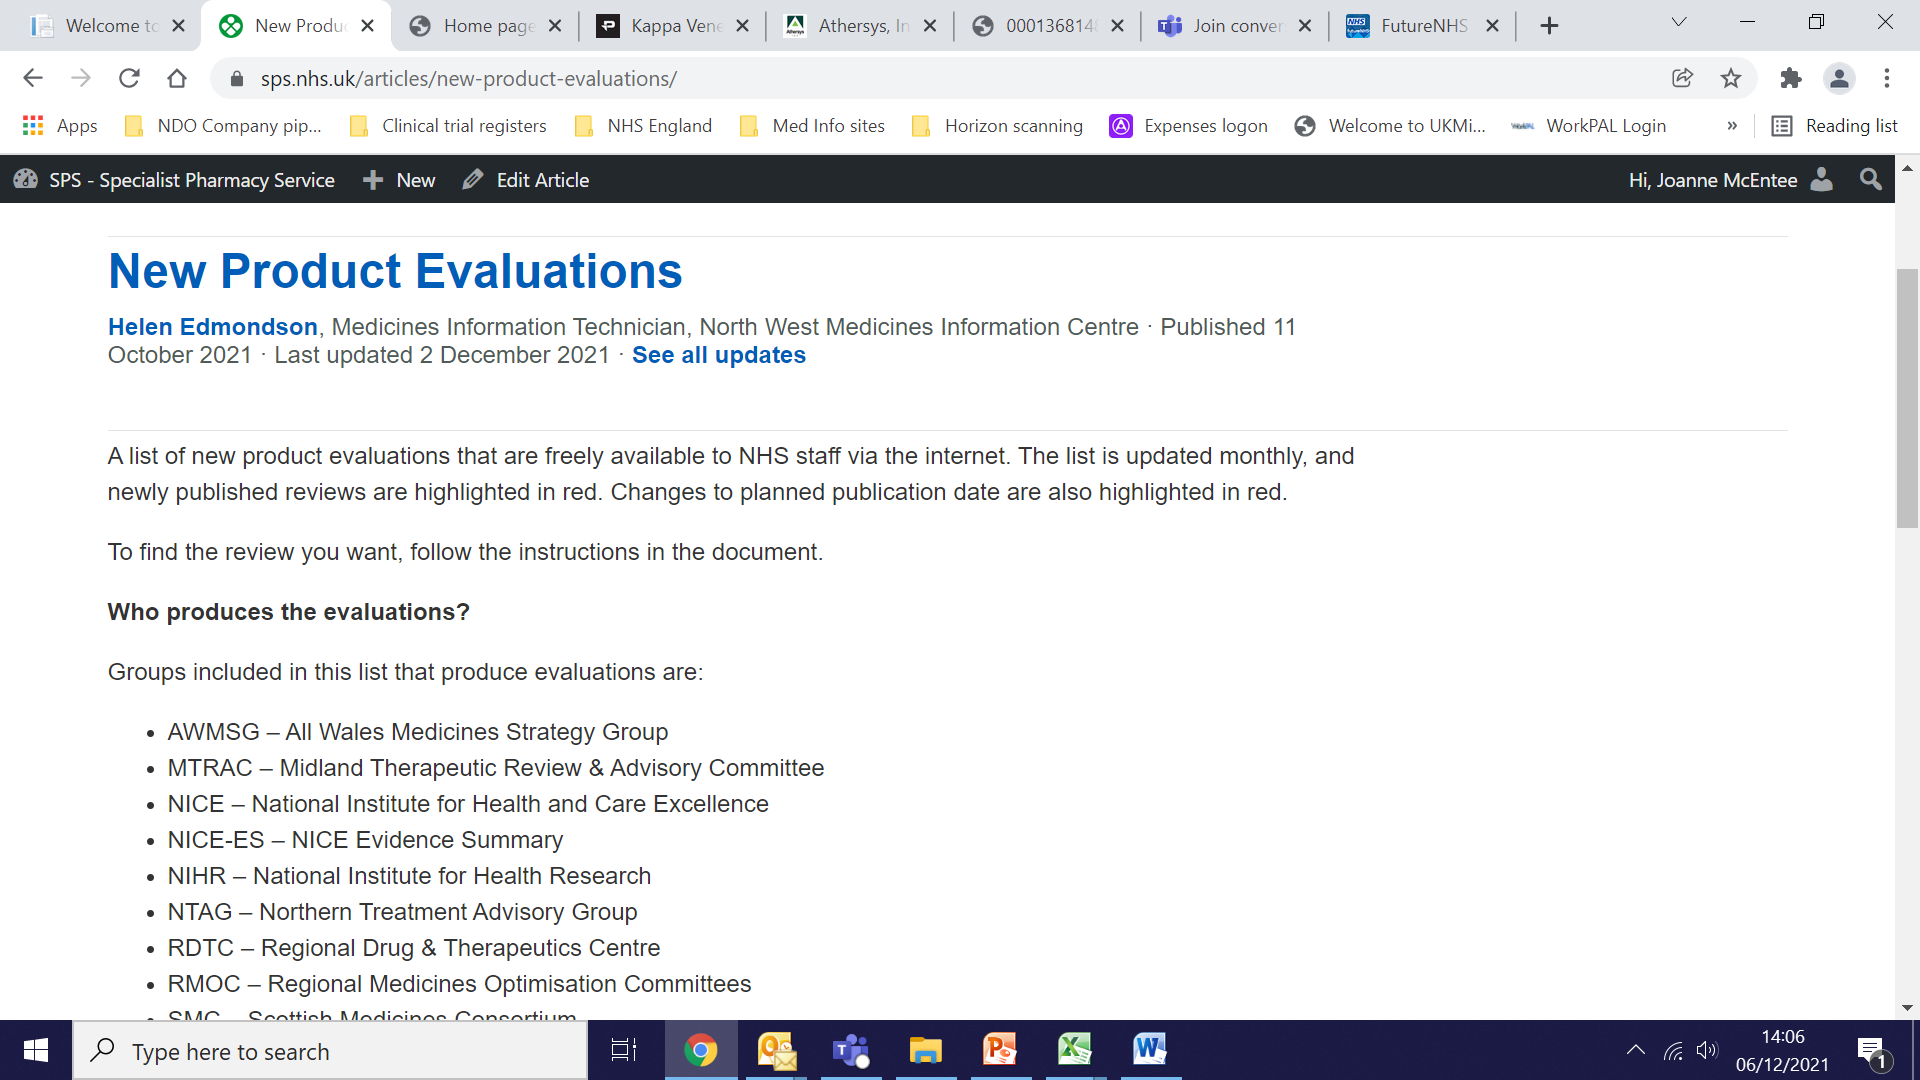 Welcome to
New Produc
Home page
Kappa Vene
Athersys, In
000136814
Join conver
FutureNHS
sps.nhs.uk/articles/new-product-evaluations/
Apps
NDO Company pip...
Clinical trial registers
NHS England
Med Info sites
Horizon scanning
Expenses logon
Welcome to UKMi...
WorkPAL Login
»
Reading list
SPS - Specialist Pharmacy Service
New
Edit Article
Hi, Joanne McEntee
New Product Evaluations
Helen Edmondson, Medicines Information Technician, North West Medicines Information Centre · Published 11
October 2021 · Last updated 2 December 2021 · See all updates
A list of new product evaluations that are freely available to NHS staff via the internet. The list is updated monthly, and
newly published reviews are highlighted in red. Changes to planned publication date are also highlighted in red.
To find the review you want, follow the instructions in the document.
Who produces the evaluations?
Groups included in this list that produce evaluations are:
• AWMSG – All Wales Medicines Strategy Group
• MTRAC – Midland Therapeutic Review & Advisory Committee
• NICE – National Institute for Health and Care Excellence
• NICE-ES – NICE Evidence Summary
• NIHR – National Institute for Health Research
• NTAG – Northern Treatment Advisory Group
• RDTC – Regional Drug & Therapeutics Centre
• RMOC – Regional Medicines Optimisation Committees
• SMC – Scottish Medicines Consortium
Type here to search
14:06
06/12/2021
1